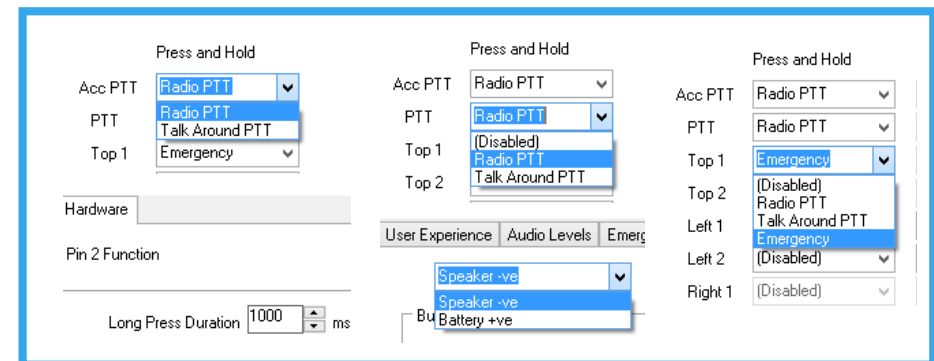 Press and Hold
Acc PTT Radio PTT
Radio PTT
PTT
Talk Around PTT
Top 1 Emergency
Hardware
Pin 2 Function
Long Press Duration 1000 ms
Press and Hold
Acc PTT Radio PTT
PTT Radio PTT
(Disabled)
Top 1 Radio PTT
Talk Around PTT
Top 2
User Experience Audio Levels Emerg
Speaker -ve
Speaker -ve
Bu Battery +ve
Press and Hold
Acc PTT Radio PTT
PTT Radio PTT
Top 1 Emergency
(Disabled)
Top 2 Radio PTT
Left 1 Talk Around PTT
Emergency
Left 2 (Disabled)
Right 1 (Disabled)